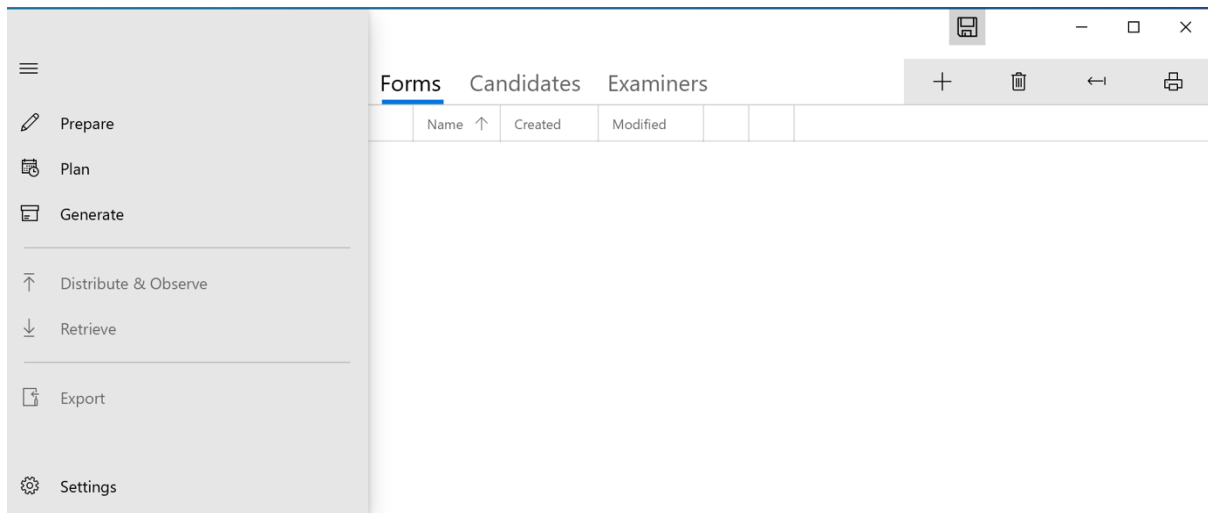 Forms Candidates Examiners
Prepare
Name Created Modified
Plan
Generate
Distribute & Observe
Retrieve
Export
Settings